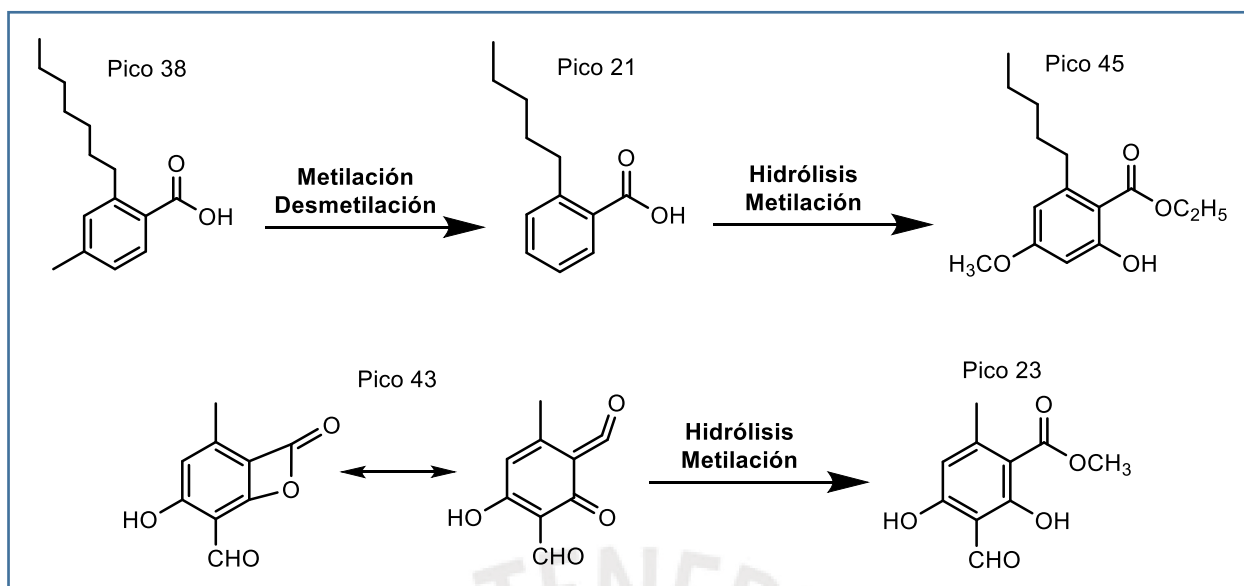 Pico 38
Pico 21
Pico 45
O
OH
Metilación
Desmetilación
O
OH
Hidrólisis
Metilación
O
OC2H5
H3CO
OH
Pico 43
Pico 23
O
O
HO
CHO
O
O
HO
CHO
Hidrólisis
Metilación
O
OCH3
HO
OH
CHO
TENER